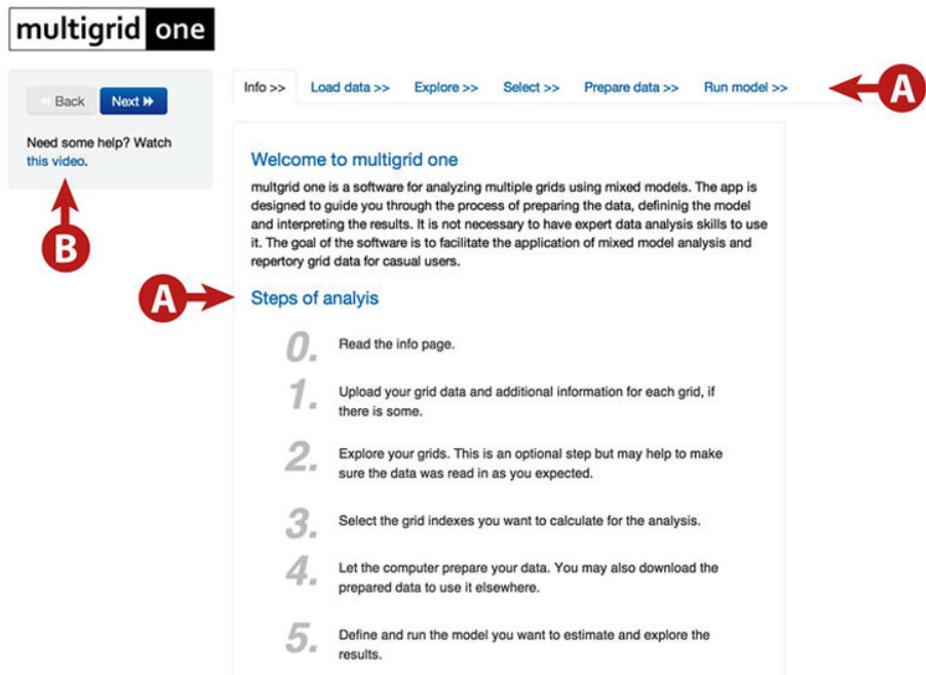 multigrid one
Back Next
Need some help? Watch
this video.
B
Info >> Load data >> Explore >> Select >> Prepare data >> Run model >>
A
Welcome to multigrid one
multgrid one is a software for analyzing multiple grids using mixed models. The app is
designed to guide you through the process of preparing the data, defininig the model
and interpreting the results. It is not necessary to have expert data analysis skills to use
it. The goal of the software is to facilitate the application of mixed model analysis and
repertory grid data for casual users.
A
Steps of analyis
0. Read the info page.
1. Upload your grid data and additional information for each grid, if
there is some.
2. Explore your grids. This is an optional step but may help to make
sure the data was read in as you expected.
3. Select the grid indexes you want to calculate for the analysis.
4. Let the computer prepare your data. You may also download the
prepared data to use it elsewhere.
5. Define and run the model you want to estimate and explore the
results.